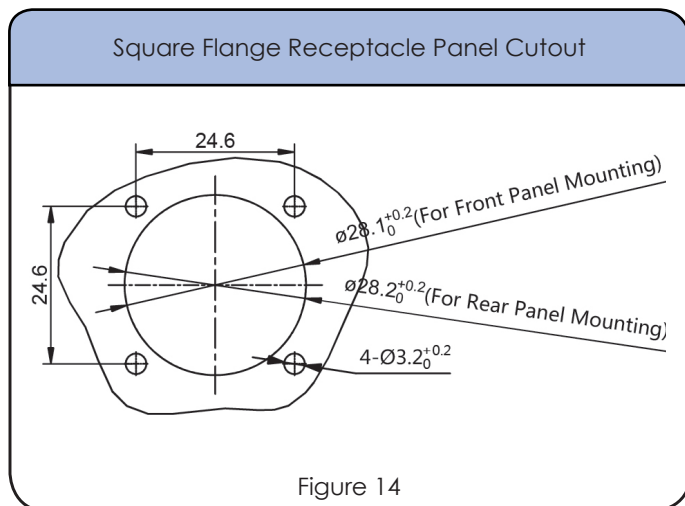 Square Flange Receptacle Panel Cutout
24.6
ø28.1 +0.2 0 (For Front Panel Mounting)
24.6
ø28.2 +0.2 0 (For Rear Panel Mounting)
4-Ø3.2 +0.2 0
Figure 14